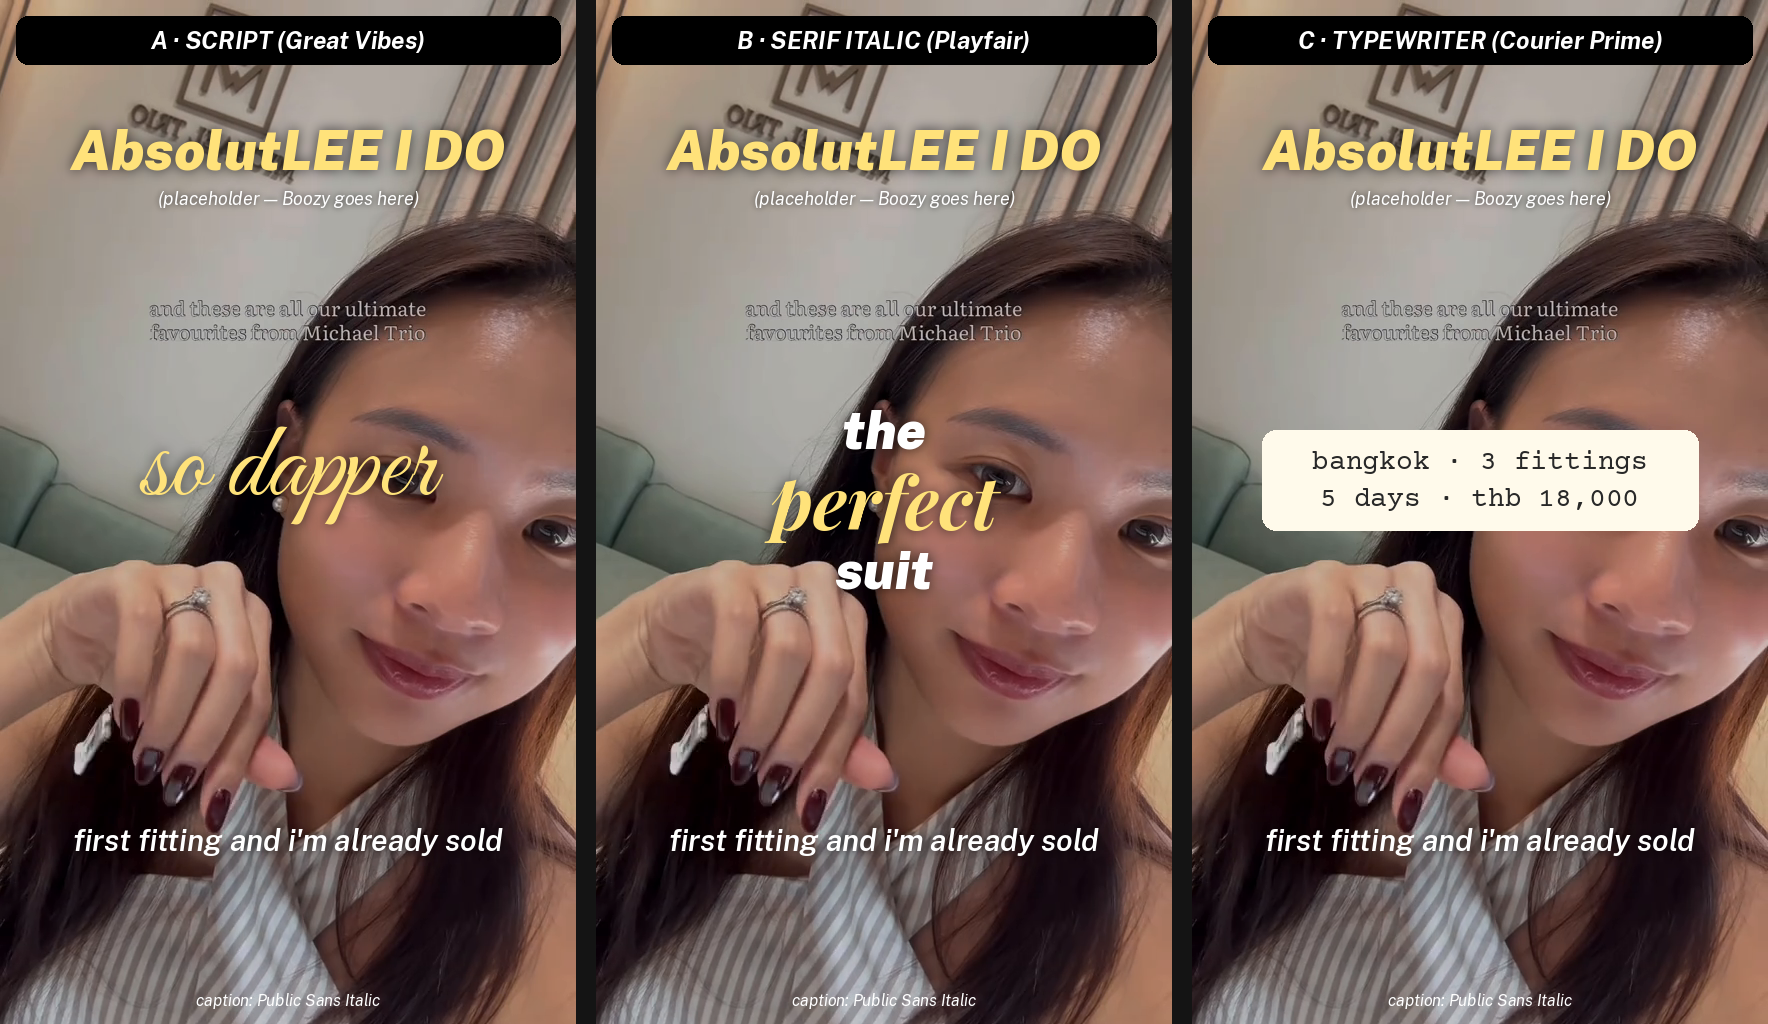 A · SCRIPT (Great Vibes)
AbsolutLEE I DO
(placeholder — Boozy goes here)
and these are all our ultimate
favourites from Michael Trio
so dapper
first fitting and i'm already sold
caption: Public Sans Italic
B · SERIF ITALIC (Playfair)
AbsolutLEE I DO
(placeholder — Boozy goes here)
and these are all our ultimate
favourites from Michael Trio
the
perfect
suit
first fitting and i'm already sold
caption: Public Sans Italic
C · TYPEWRITER (Courier Prime)
AbsolutLEE I DO
(placeholder — Boozy goes here)
and these are all our ultimate
favourites from Michael Trio
bangkok · 3 fittings
5 days · thb 18,000
first fitting and i'm already sold
caption: Public Sans Italic